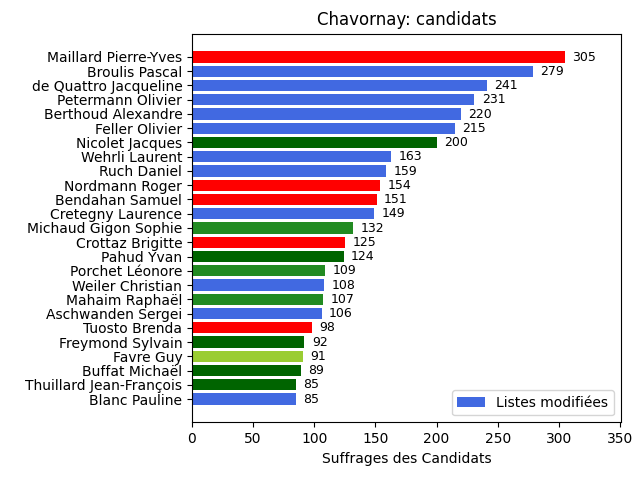 Chavornay: candidats
Maillard Pierre-Yves 305
Broulis Pascal 279
de Quattro Jacqueline 241
Petermann Olivier 231
Berthoud Alexandre 220
Feller Olivier 215
Nicolet Jacques 200
Wehrli Laurent 163
Ruch Daniel 159
Nordmann Roger 154
Bendahan Samuel 151
Cretegny Laurence 149
Michaud Gigon Sophie 132
Crottaz Brigitte 125
Pahud Yvan 124
Porchet Léonore 109
Weiler Christian 108
Mahaim Raphaël 107
Aschwanden Sergei 106
Tuosto Brenda 98
Freymond Sylvain 92
Favre Guy 91
Buffat Michaël 89
Thuillard Jean-François 85
Blanc Pauline 85
Listes modifiées
0 50 100 150 200 250 300 350
Suffrages des Candidats